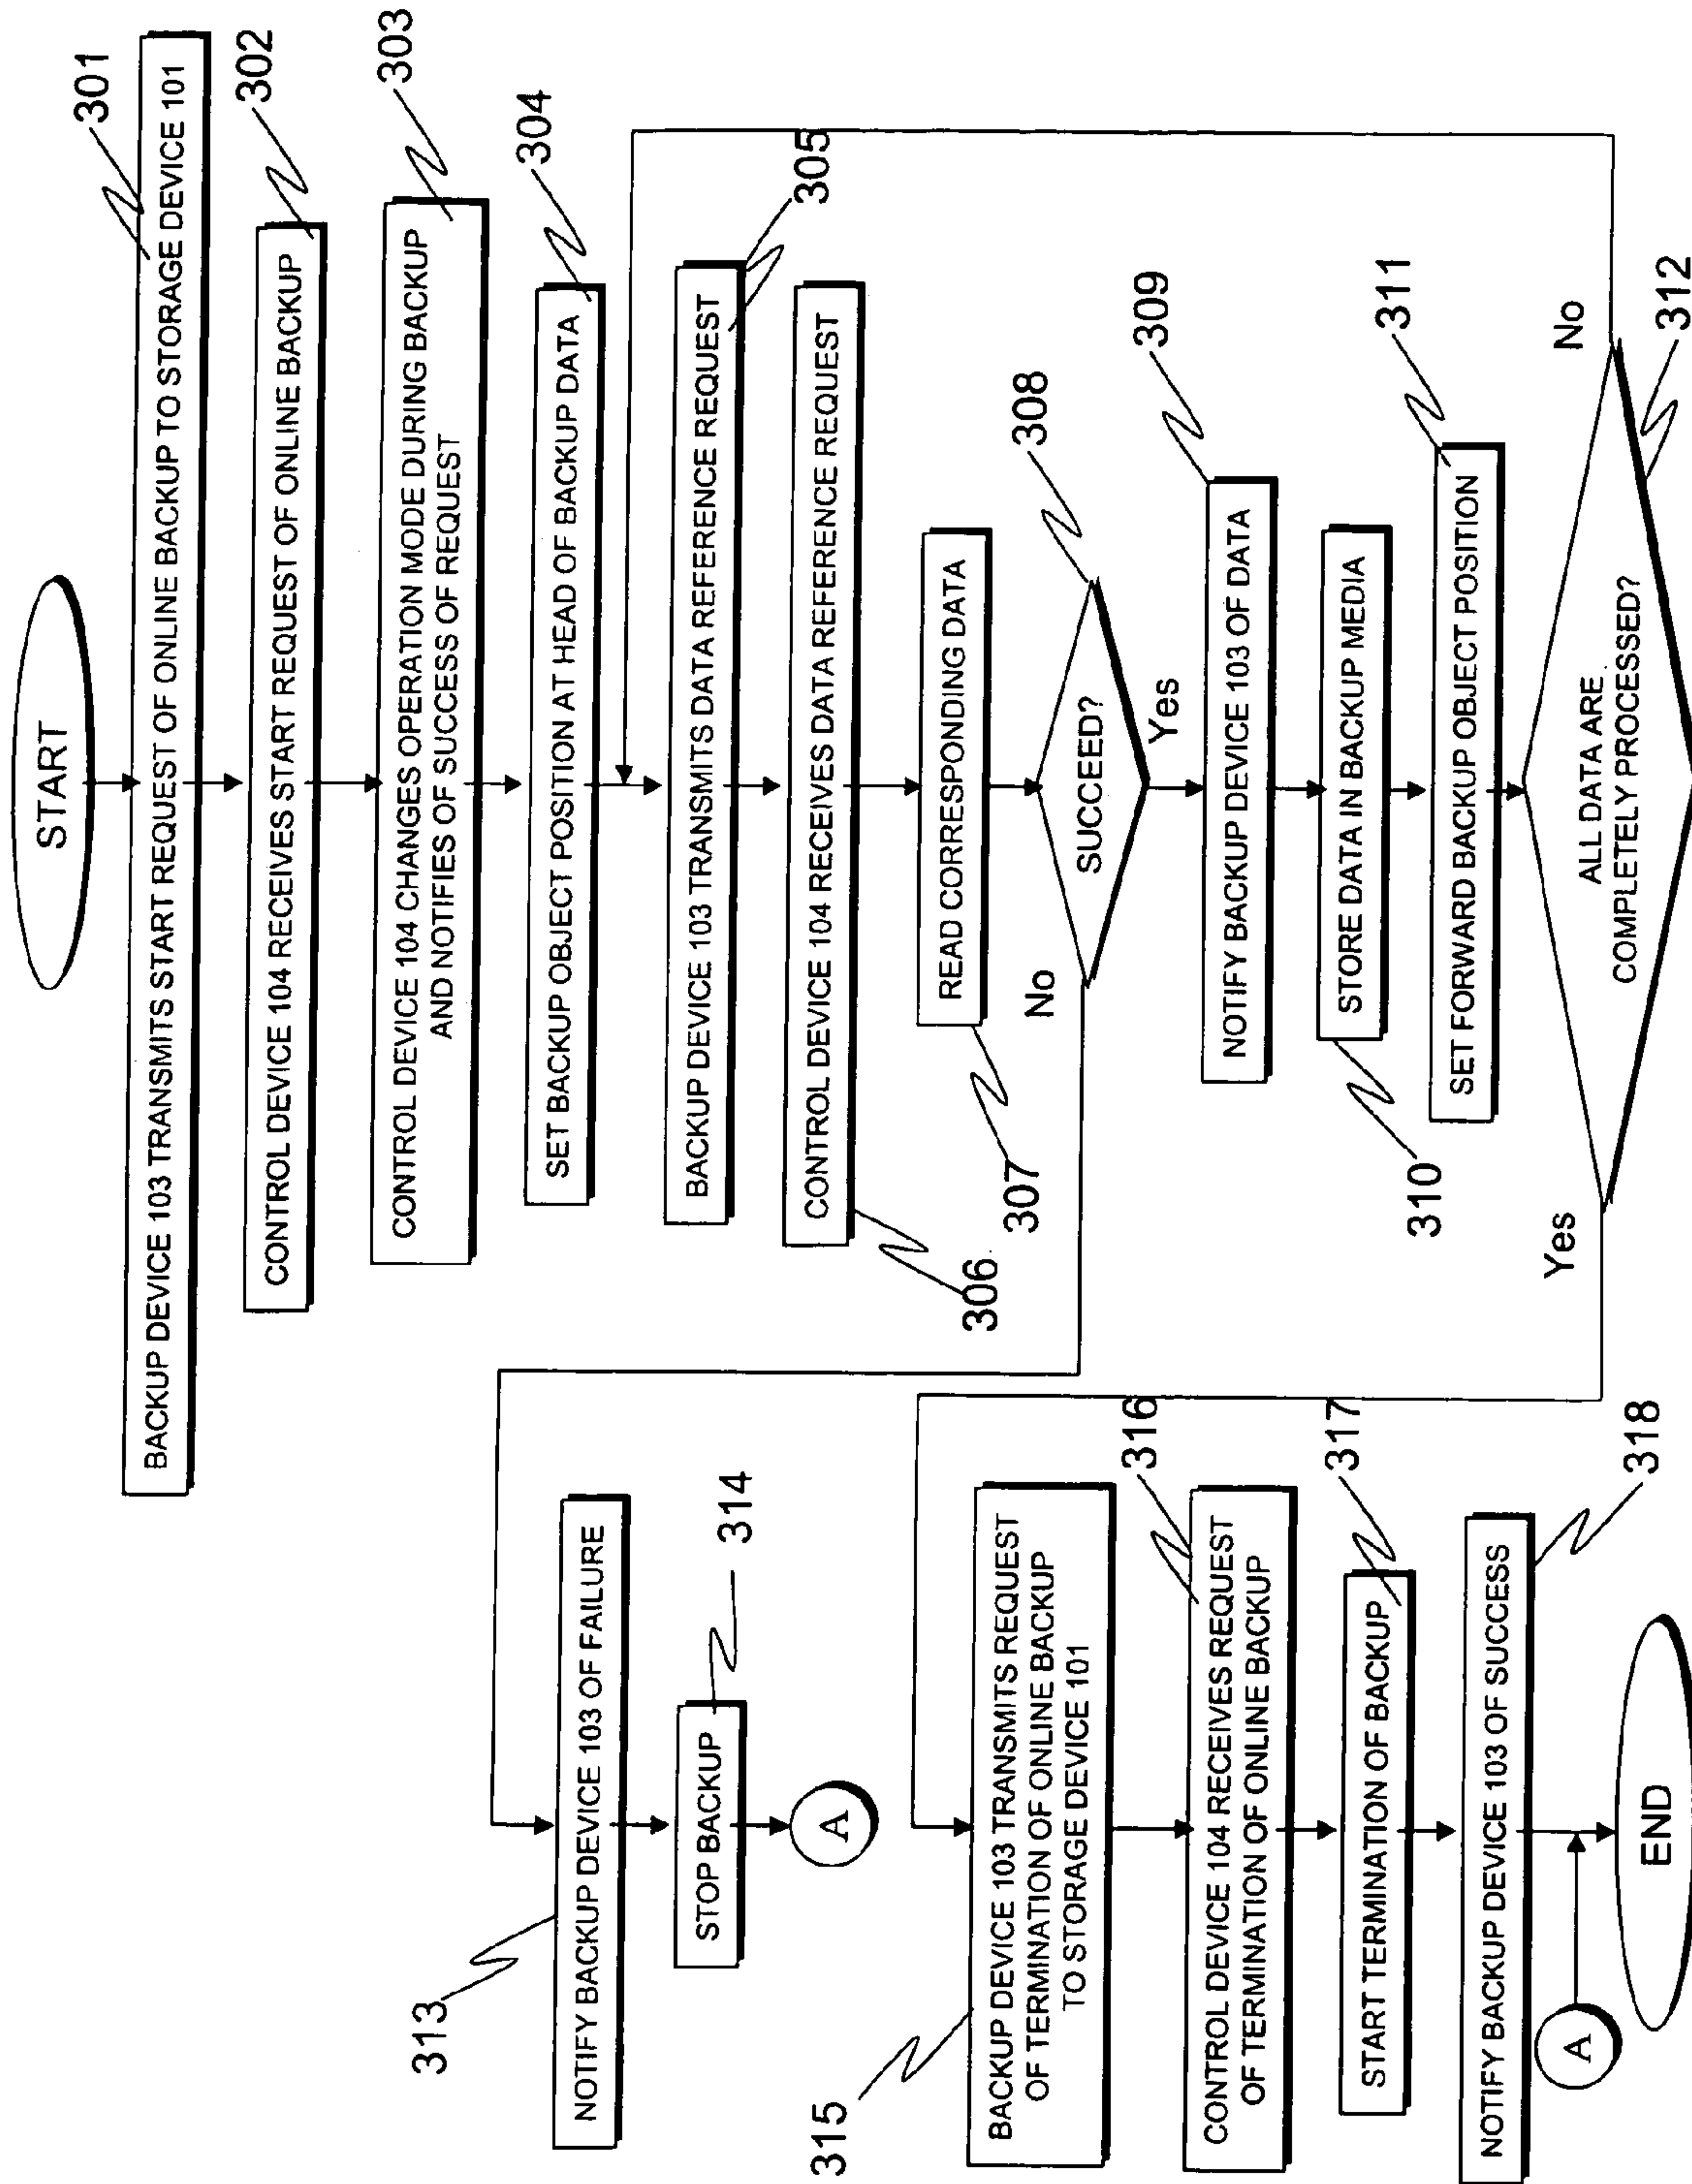 START
301
BACKUP DEVICE 103 TRANSMITS START REQUEST OF ONLINE BACKUP TO STORAGE DEVICE 101
302
CONTROL DEVICE 104 RECEIVES START REQUEST OF ONLINE BACKUP
303
CONTROL DEVICE 104 CHANGES OPERATION MODE DURING BACKUP
AND NOTIFIES OF SUCCESS OF REQUEST
304
SET BACKUP OBJECT POSITION AT HEAD OF BACKUP DATA
305
BACKUP DEVICE 103 TRANSMITS DATA REFERENCE REQUEST
CONTROL DEVICE 104 RECEIVES DATA REFERENCE REQUEST
306
READ CORRESPONDING DATA
307
308
SUCCEED?
No
Yes
309
NOTIFY BACKUP DEVICE 103 OF DATA
STORE DATA IN BACKUP MEDIA
310
311
SET FORWARD BACKUP OBJECT POSITION
No
ALL DATA ARE
COMPLETELY PROCESSED?
312
Yes
313
NOTIFY BACKUP DEVICE 103 OF FAILURE
314
STOP BACKUP
A
315
BACKUP DEVICE 103 TRANSMITS REQUEST
OF TERMINATION OF ONLINE BACKUP
TO STORAGE DEVICE 101
316
CONTROL DEVICE 104 RECEIVES REQUEST
OF TERMINATION OF ONLINE BACKUP
317
START TERMINATION OF BACKUP
318
NOTIFY BACKUP DEVICE 103 OF SUCCESS
A
END